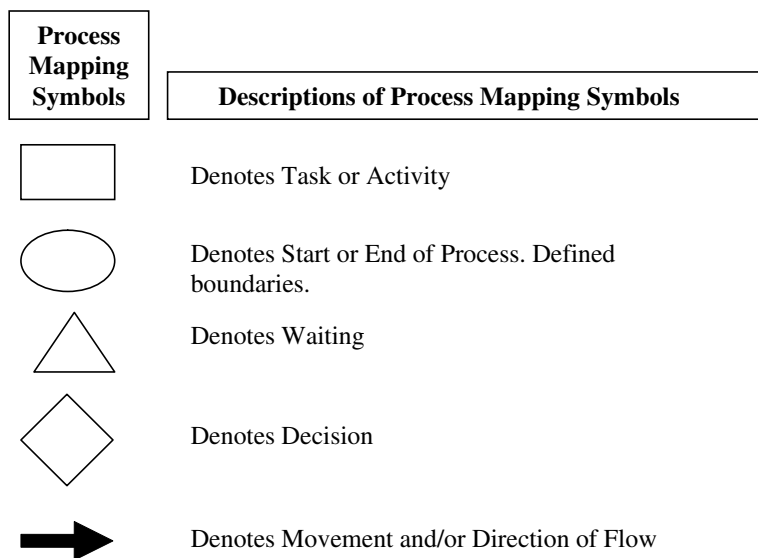 Process
Mapping
Symbols
Descriptions of Process Mapping Symbols
Denotes Task or Activity
Denotes Start or End of Process. Defined
boundaries.
Denotes Waiting
Denotes Decision
Denotes Movement and/or Direction of Flow